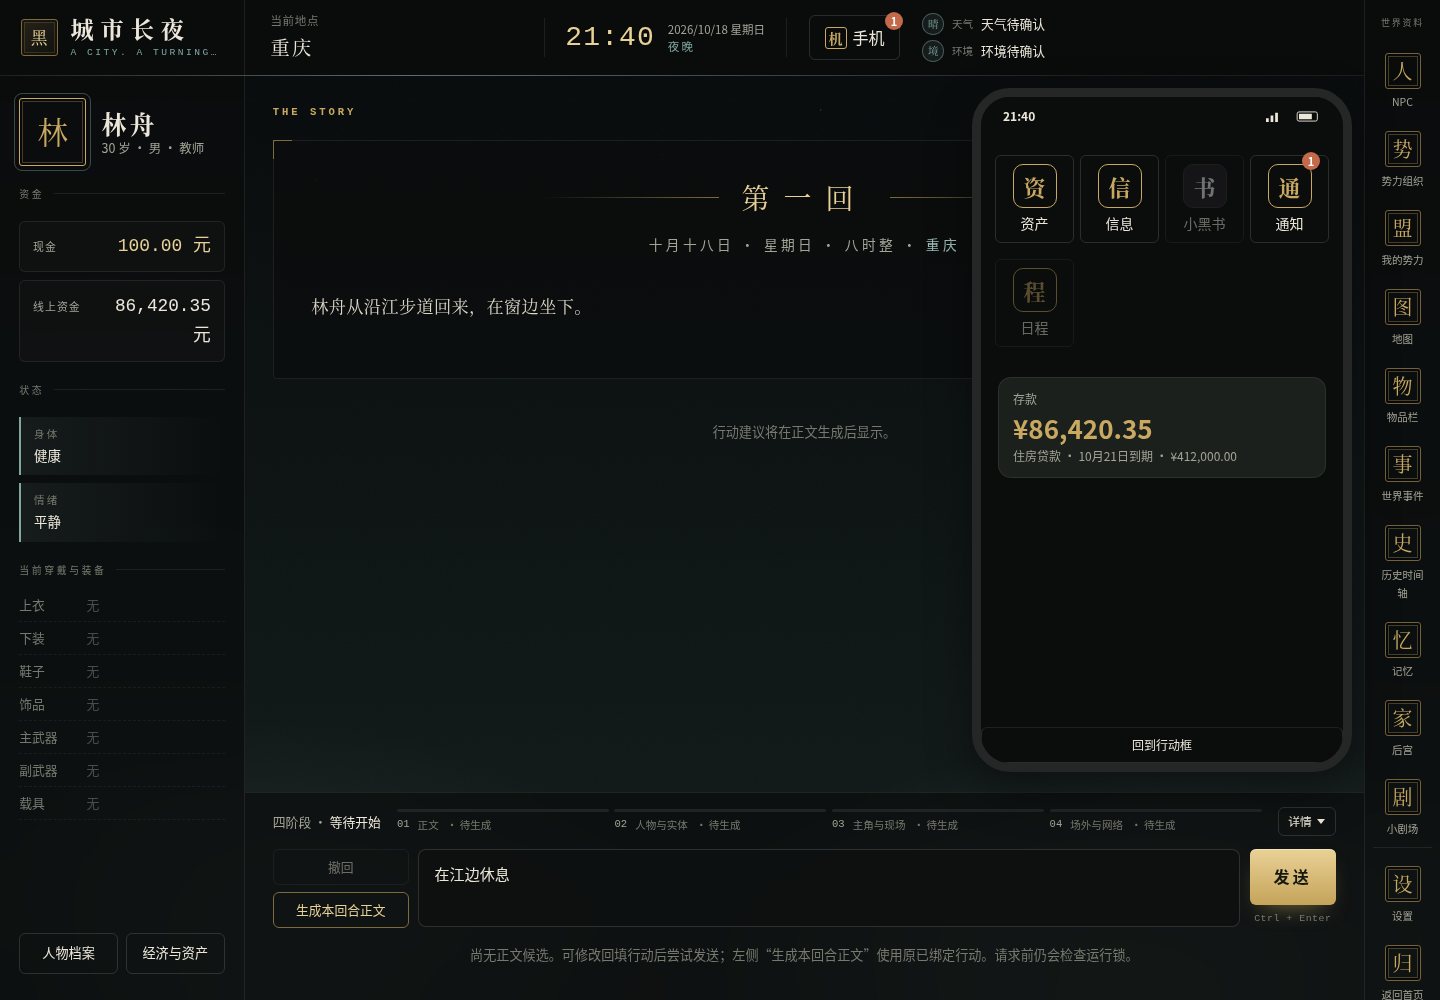 黑
城市长夜
A CITY. A TURNING…
当前地点
重庆
21:40
2026/10/18 星期日
夜晚
机 手机
1
晴 天气 天气待确认
境 环境 环境待确认
世界资料
林
林舟
30 岁 · 男 · 教师
资金
现金 100.00 元
线上资金 86,420.35 元
状态
身体
健康
情绪
平静
当前穿戴与装备
上衣 无
下装 无
鞋子 无
饰品 无
主武器 无
副武器 无
载具 无
人物档案 经济与资产
THE STORY
第一回
十月十八日 · 星期日 · 八时整 · 重庆
林舟从沿江步道回来，在窗边坐下。
行动建议将在正文生成后显示。
21:40
资
资产
信
信息
书
小黑书
通
1
通知
程
日程
存款
¥86,420.35
住房贷款 · 10月21日到期 · ¥412,000.00
回到行动框
四阶段 · 等待开始
01 正文 · 待生成
02 人物与实体 · 待生成
03 主角与现场 · 待生成
04 场外与网络 · 待生成
详情
撤回
生成本回合正文
在江边休息
发送
Ctrl + Enter
尚无正文候选。可修改回填行动后尝试发送；左侧“生成本回合正文”使用原已绑定行动。请求前仍会检查运行锁。
人
NPC
势
势力组织
盟
我的势力
图
地图
物
物品栏
事
世界事件
史
历史时间轴
忆
记忆
家
后宫
剧
小剧场
设
设置
归
返回首页